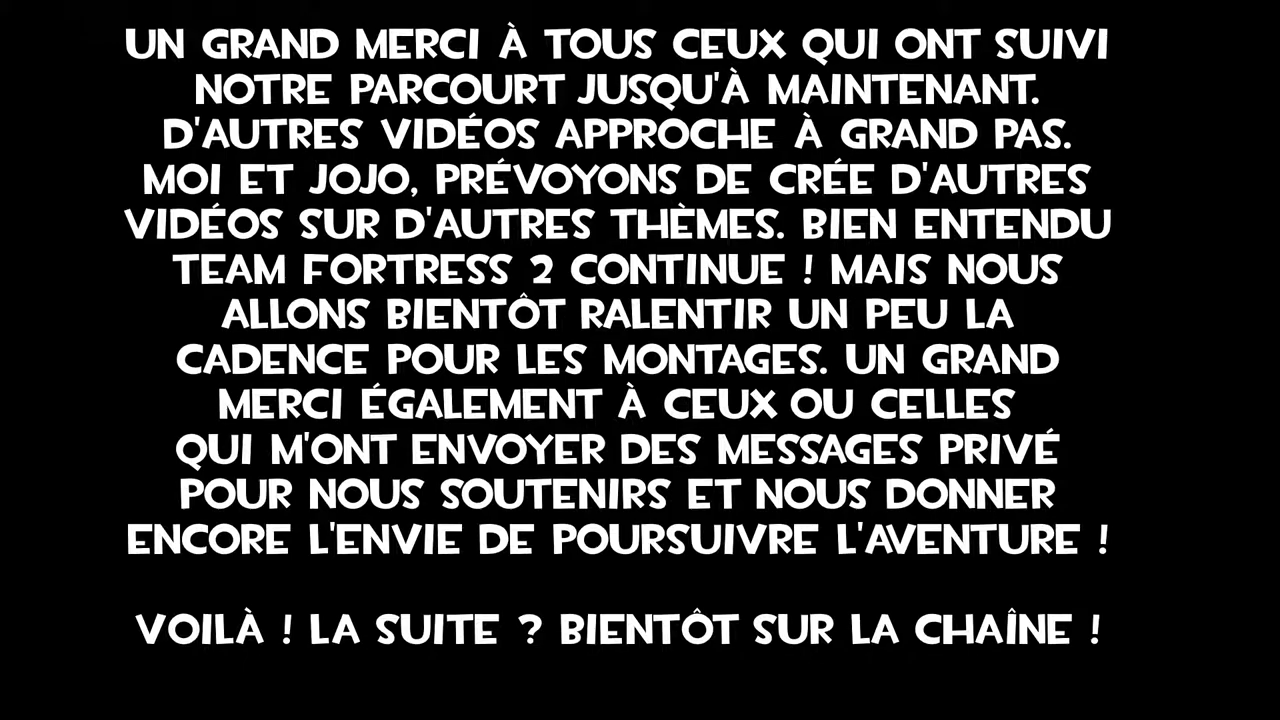 UN GRAND MERCI À TOUS CEUX QUI ONT SUIVI
NOTRE PARCOURT JUSQU'À MAINTENANT.
D'AUTRES VIDÉOS APPROCHE À GRAND PAS.
MOI ET JOJO, PRÉVOYONS DE CRÉE D'AUTRES
VIDÉOS SUR D'AUTRES THÈMES. BIEN ENTENDU
TEAM FORTRESS 2 CONTINUE ! MAIS NOUS
ALLONS BIENTÔT RALENTIR UN PEU LA
CADENCE POUR LES MONTAGES. UN GRAND
MERCI ÉGALEMENT À CEUX OU CELLES
QUI M'ONT ENVOYER DES MESSAGES PRIVÉ
POUR NOUS SOUTENIRS ET NOUS DONNER
ENCORE L'ENVIE DE POURSUIVRE L'AVENTURE !
VOILÀ ! LA SUITE ? BIENTÔT SUR LA CHAÎNE !